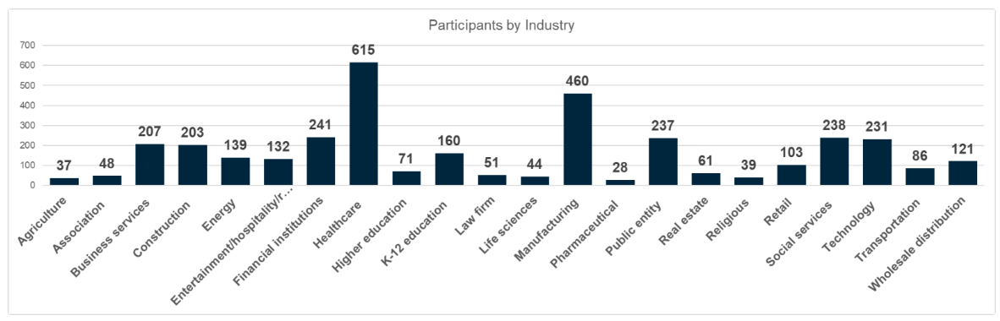 Participants by Industry
700
600
500
400
300
200
100
0
37
48
207
203
139
132
241
615
71
160
51
44
460
28
237
61
39
103
238
231
86
121
Agriculture
Association
Business services
Construction
Energy
Entertainment/hospitality/r…
Financial institutions
Healthcare
Higher education
K-12 education
Law firm
Life sciences
Manufacturing
Pharmaceutical
Public entity
Real estate
Religious
Retail
Social services
Technology
Transportation
Wholesale distribution